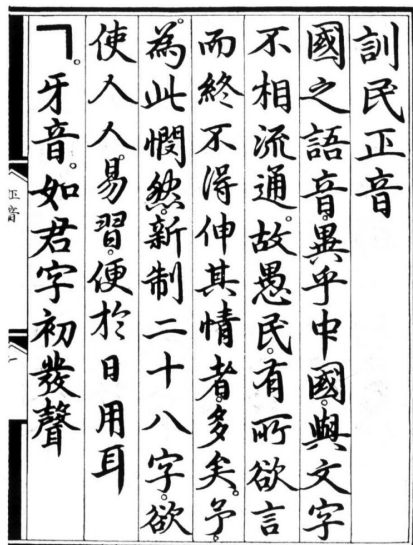 訓民正音
國之語音。異乎中國。與文字
不相流通。故愚民。有所欲言
而終不得伸其情者。多矣。予。
為此憫然。新制二十八字。欲
使人人易習。便於日用耳
ㄱ。牙音。如君字初發聲
正音